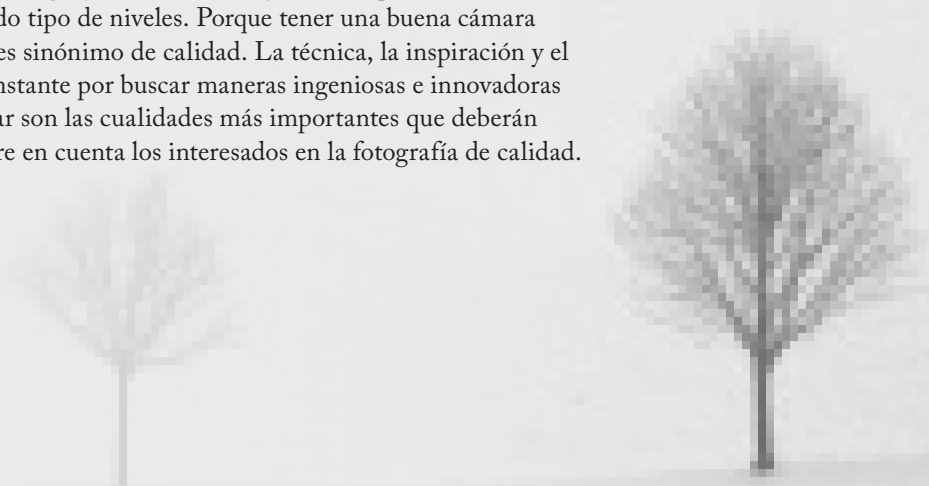 do tipo de niveles. Porque tener una buena cámara
es sinónimo de calidad. La técnica, la inspiración y el
nstante por buscar maneras ingeniosas e innovadoras
ar son las cualidades más importantes que deberán
re en cuenta los interesados en la fotografía de calidad.